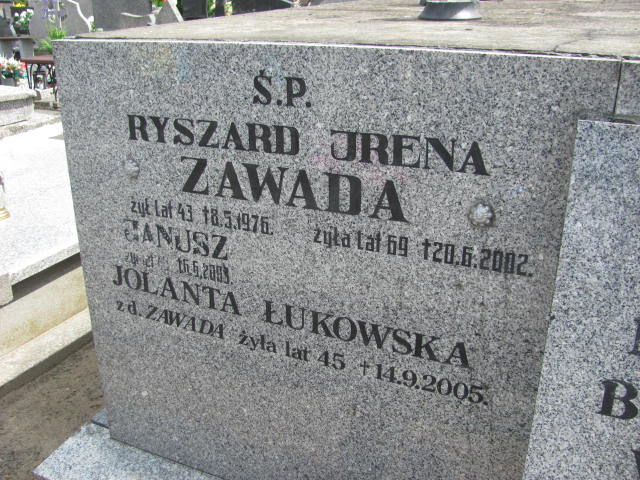 Ś.P.
RYSZARD IRENA
ZAWADA
żył lat 43 †8.5.1976. żyła lat 69 †20.6.2002.
JANUSZ
JOLANTA ŁUKOWSKA
z d. ZAWADA żyła lat 45 †14.9.2005.
B